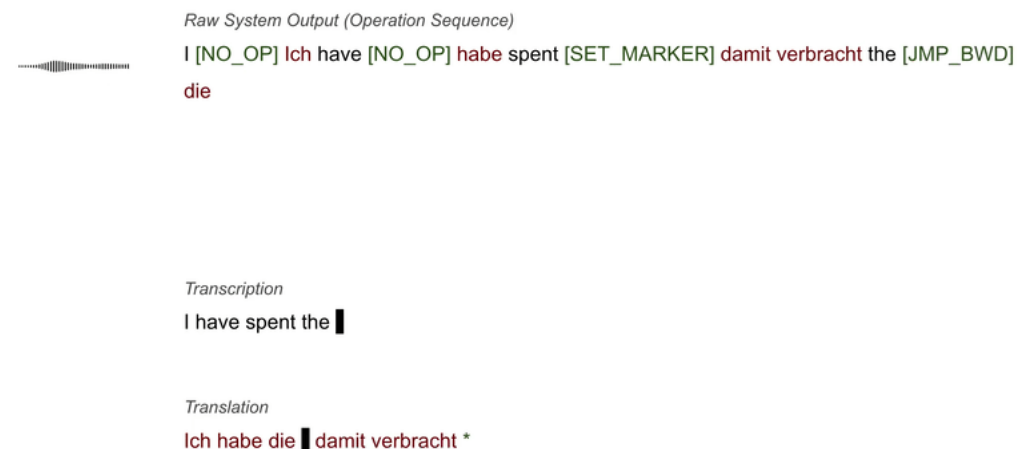 Raw System Output (Operation Sequence)
I [NO_OP] Ich have [NO_OP] habe spent [SET_MARKER] damit verbracht the [JMP_BWD]
die
Transcription
I have spent the
Translation
Ich habe die damit verbracht *